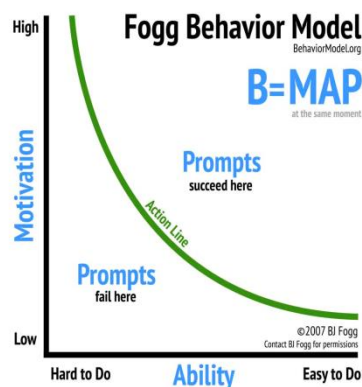 High
Fogg Behavior Model
BehaviorModel.org
B=MAP
at the same moment
Motivation
Prompts
succeed here
Action Line
Prompts
fail here
©2007 BJ Fogg
Contact BJ Fogg for permissions
Low
Hard to Do
Ability
Easy to Do